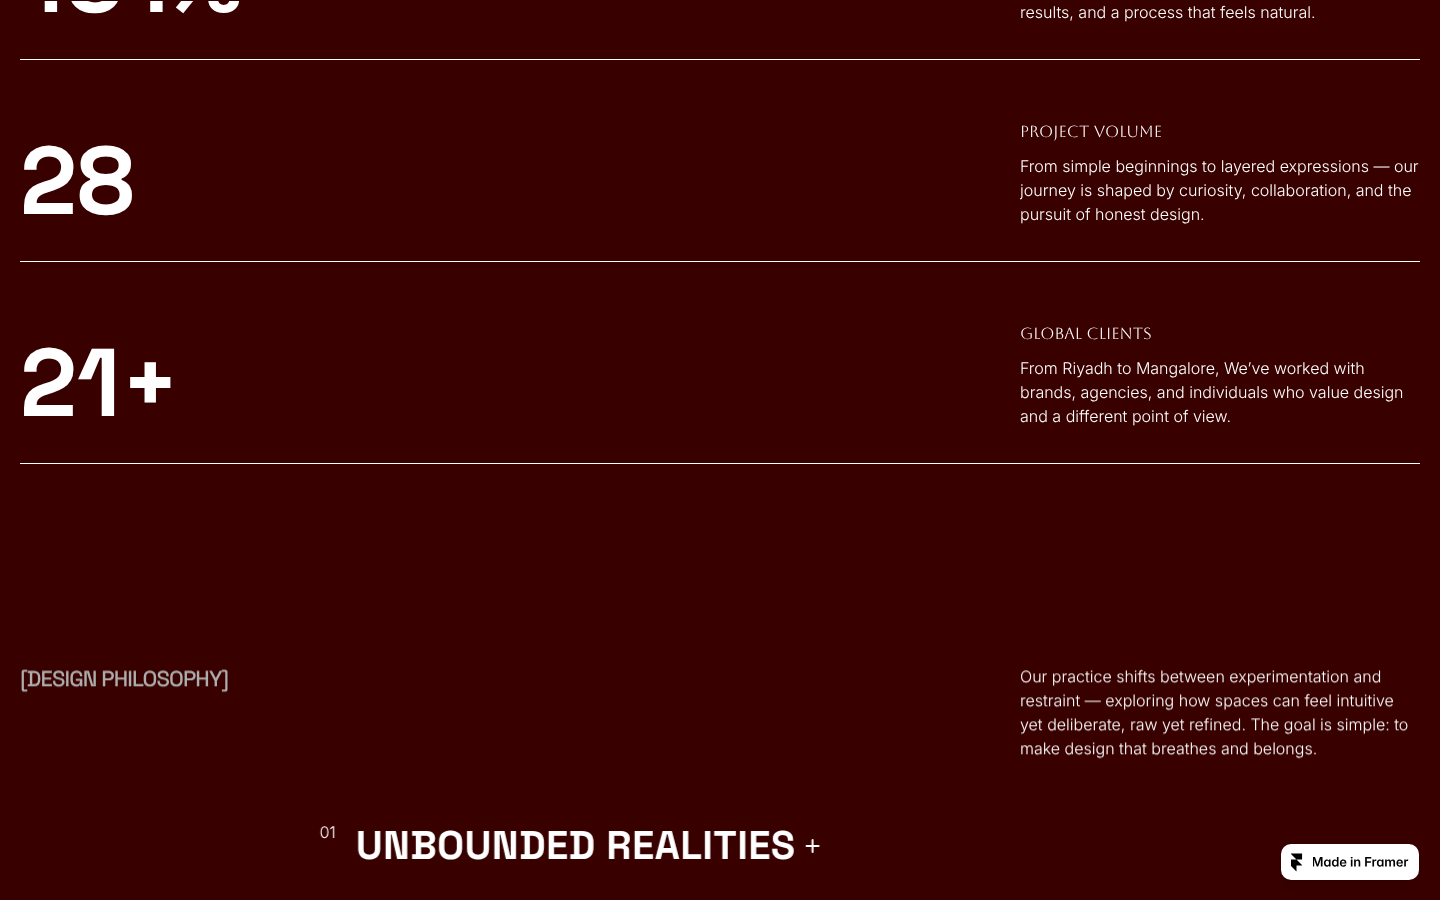 results, and a process that feels natural.
28
PROJECT VOLUME
From simple beginnings to layered expressions — our
journey is shaped by curiosity, collaboration, and the
pursuit of honest design.
21+
GLOBAL CLIENTS
From Riyadh to Mangalore, We’ve worked with
brands, agencies, and individuals who value design
and a different point of view.
[DESIGN PHILOSOPHY]
Our practice shifts between experimentation and
restraint — exploring how spaces can feel intuitive
yet deliberate, raw yet refined. The goal is simple: to
make design that breathes and belongs.
01 UNBOUNDED REALITIES +
Made in Framer